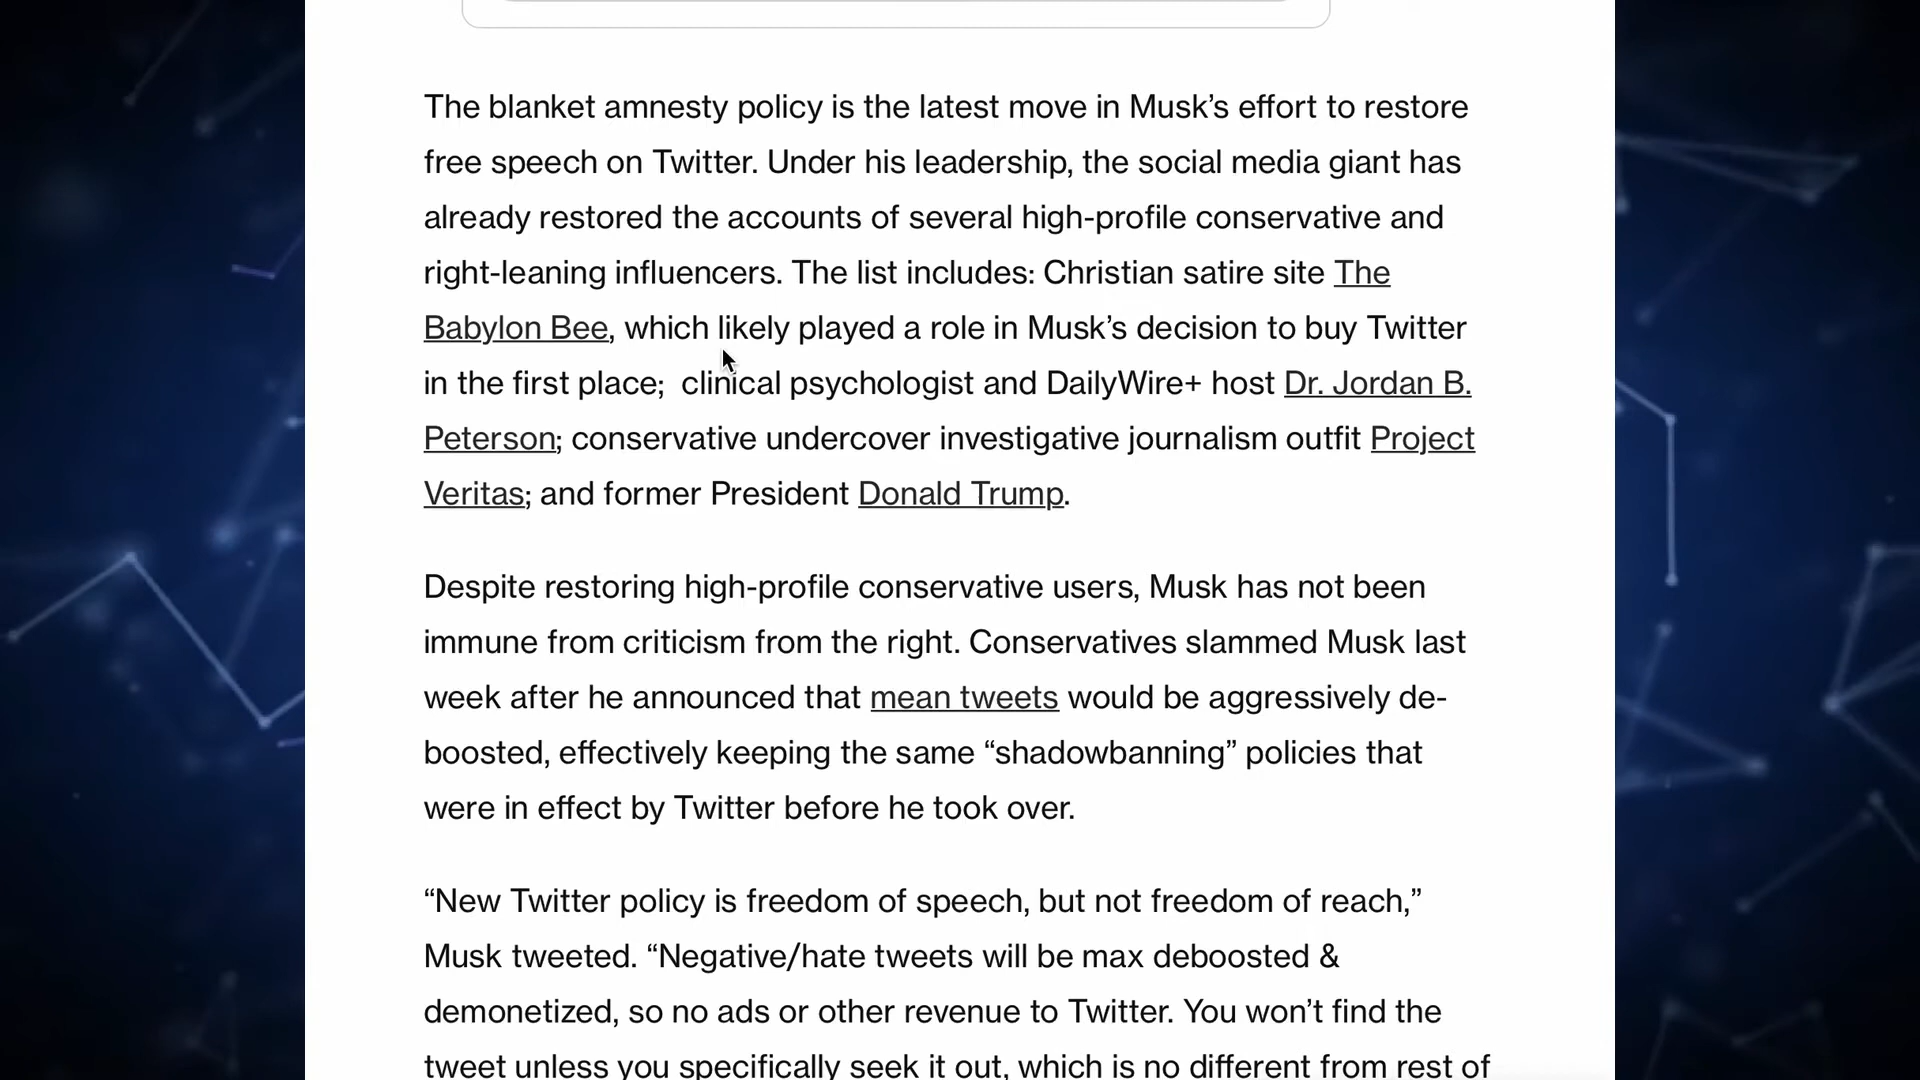 The blanket amnesty policy is the latest move in Musk’s effort to restore
free speech on Twitter. Under his leadership, the social media giant has
already restored the accounts of several high-profile conservative and
right-leaning influencers. The list includes: Christian satire site The
Babylon Bee, which likely played a role in Musk’s decision to buy Twitter
in the first place;  clinical psychologist and DailyWire+ host Dr. Jordan B.
Peterson; conservative undercover investigative journalism outfit Project
Veritas; and former President Donald Trump.
Despite restoring high-profile conservative users, Musk has not been
immune from criticism from the right. Conservatives slammed Musk last
week after he announced that mean tweets would be aggressively de-
boosted, effectively keeping the same “shadowbanning” policies that
were in effect by Twitter before he took over.
“New Twitter policy is freedom of speech, but not freedom of reach,”
Musk tweeted. “Negative/hate tweets will be max deboosted &
demonetized, so no ads or other revenue to Twitter. You won’t find the
tweet unless you specifically seek it out, which is no different from rest of